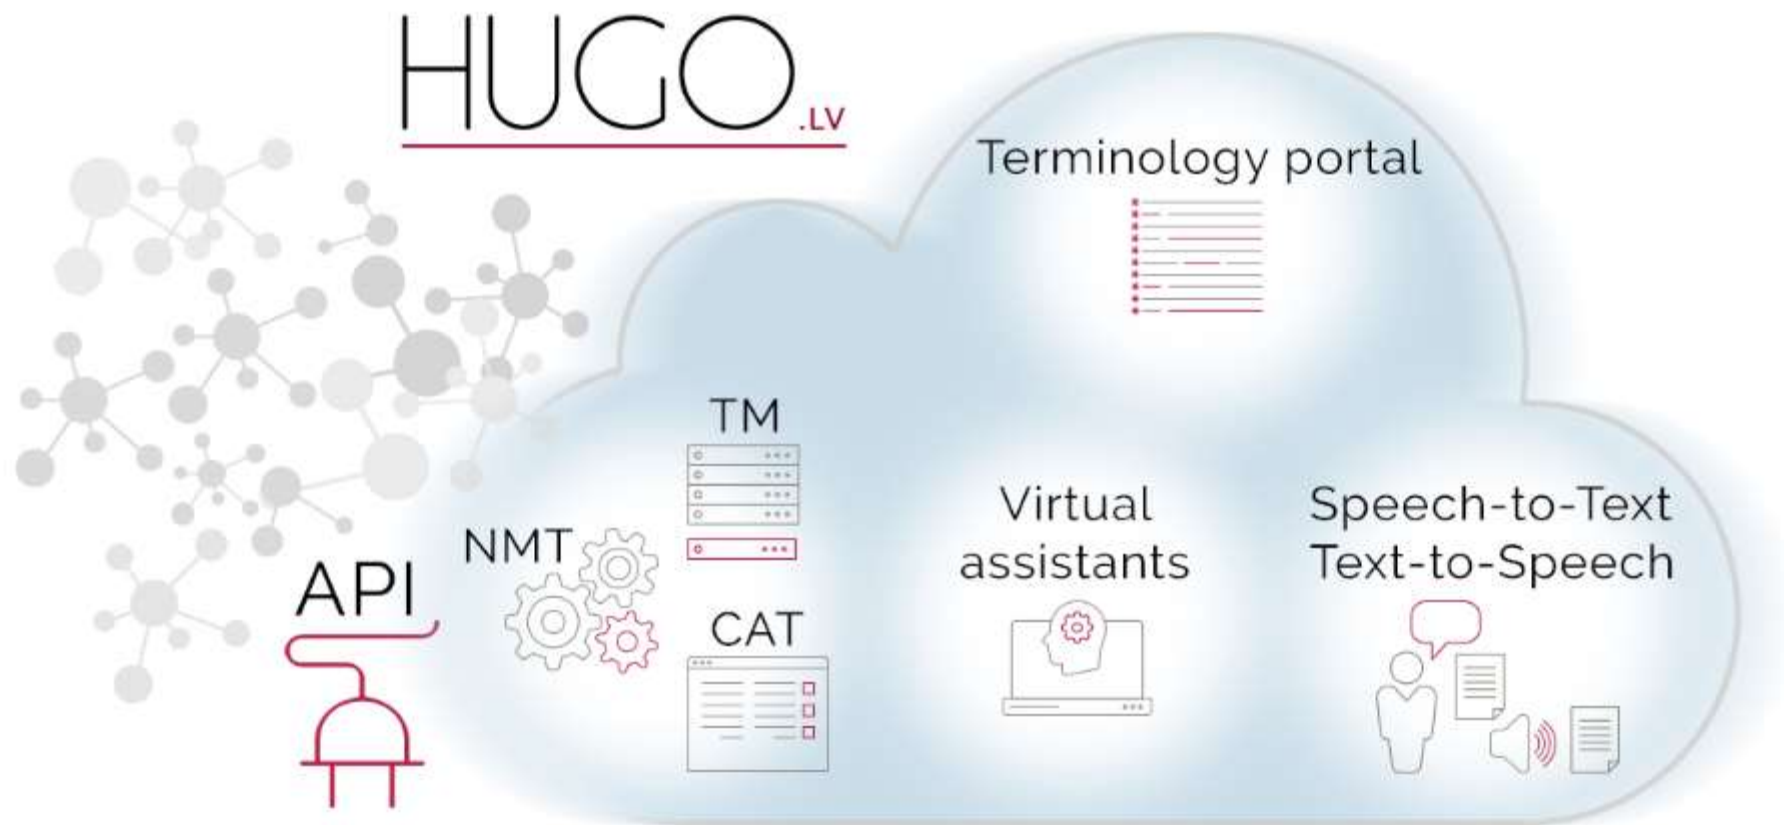 HUGO.LV
Terminology portal
TM
NMT
API
CAT
Virtual
assistants
Speech-to-Text
Text-to-Speech